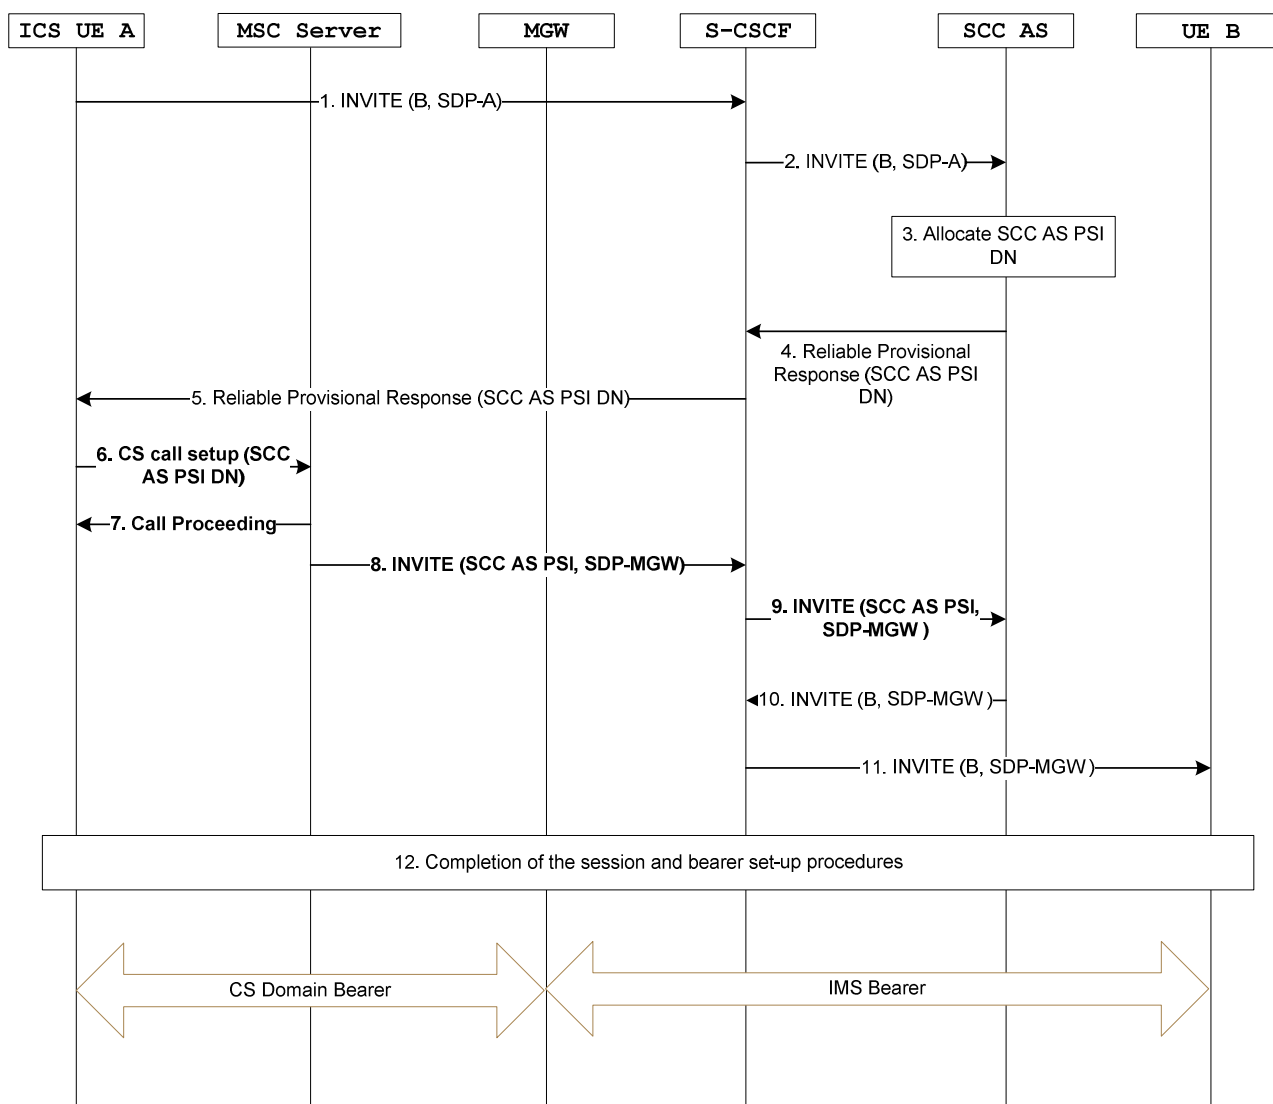 ICS UE A
MSC Server
MGW
S-CSCF
SCC AS
UE B
1. INVITE (B, SDP-A)
2. INVITE (B, SDP-A)
3. Allocate SCC AS PSI
DN
4. Reliable Provisional
Response (SCC AS PSI
DN)
5. Reliable Provisional Response (SCC AS PSI DN)
6. CS call setup (SCC
AS PSI DN)
7. Call Proceeding
8. INVITE (SCC AS PSI, SDP-MGW)
9. INVITE (SCC AS PSI,
SDP-MGW )
10. INVITE (B, SDP-MGW )
11. INVITE (B, SDP-MGW )
12. Completion of the session and bearer set-up procedures
CS Domain Bearer
IMS Bearer